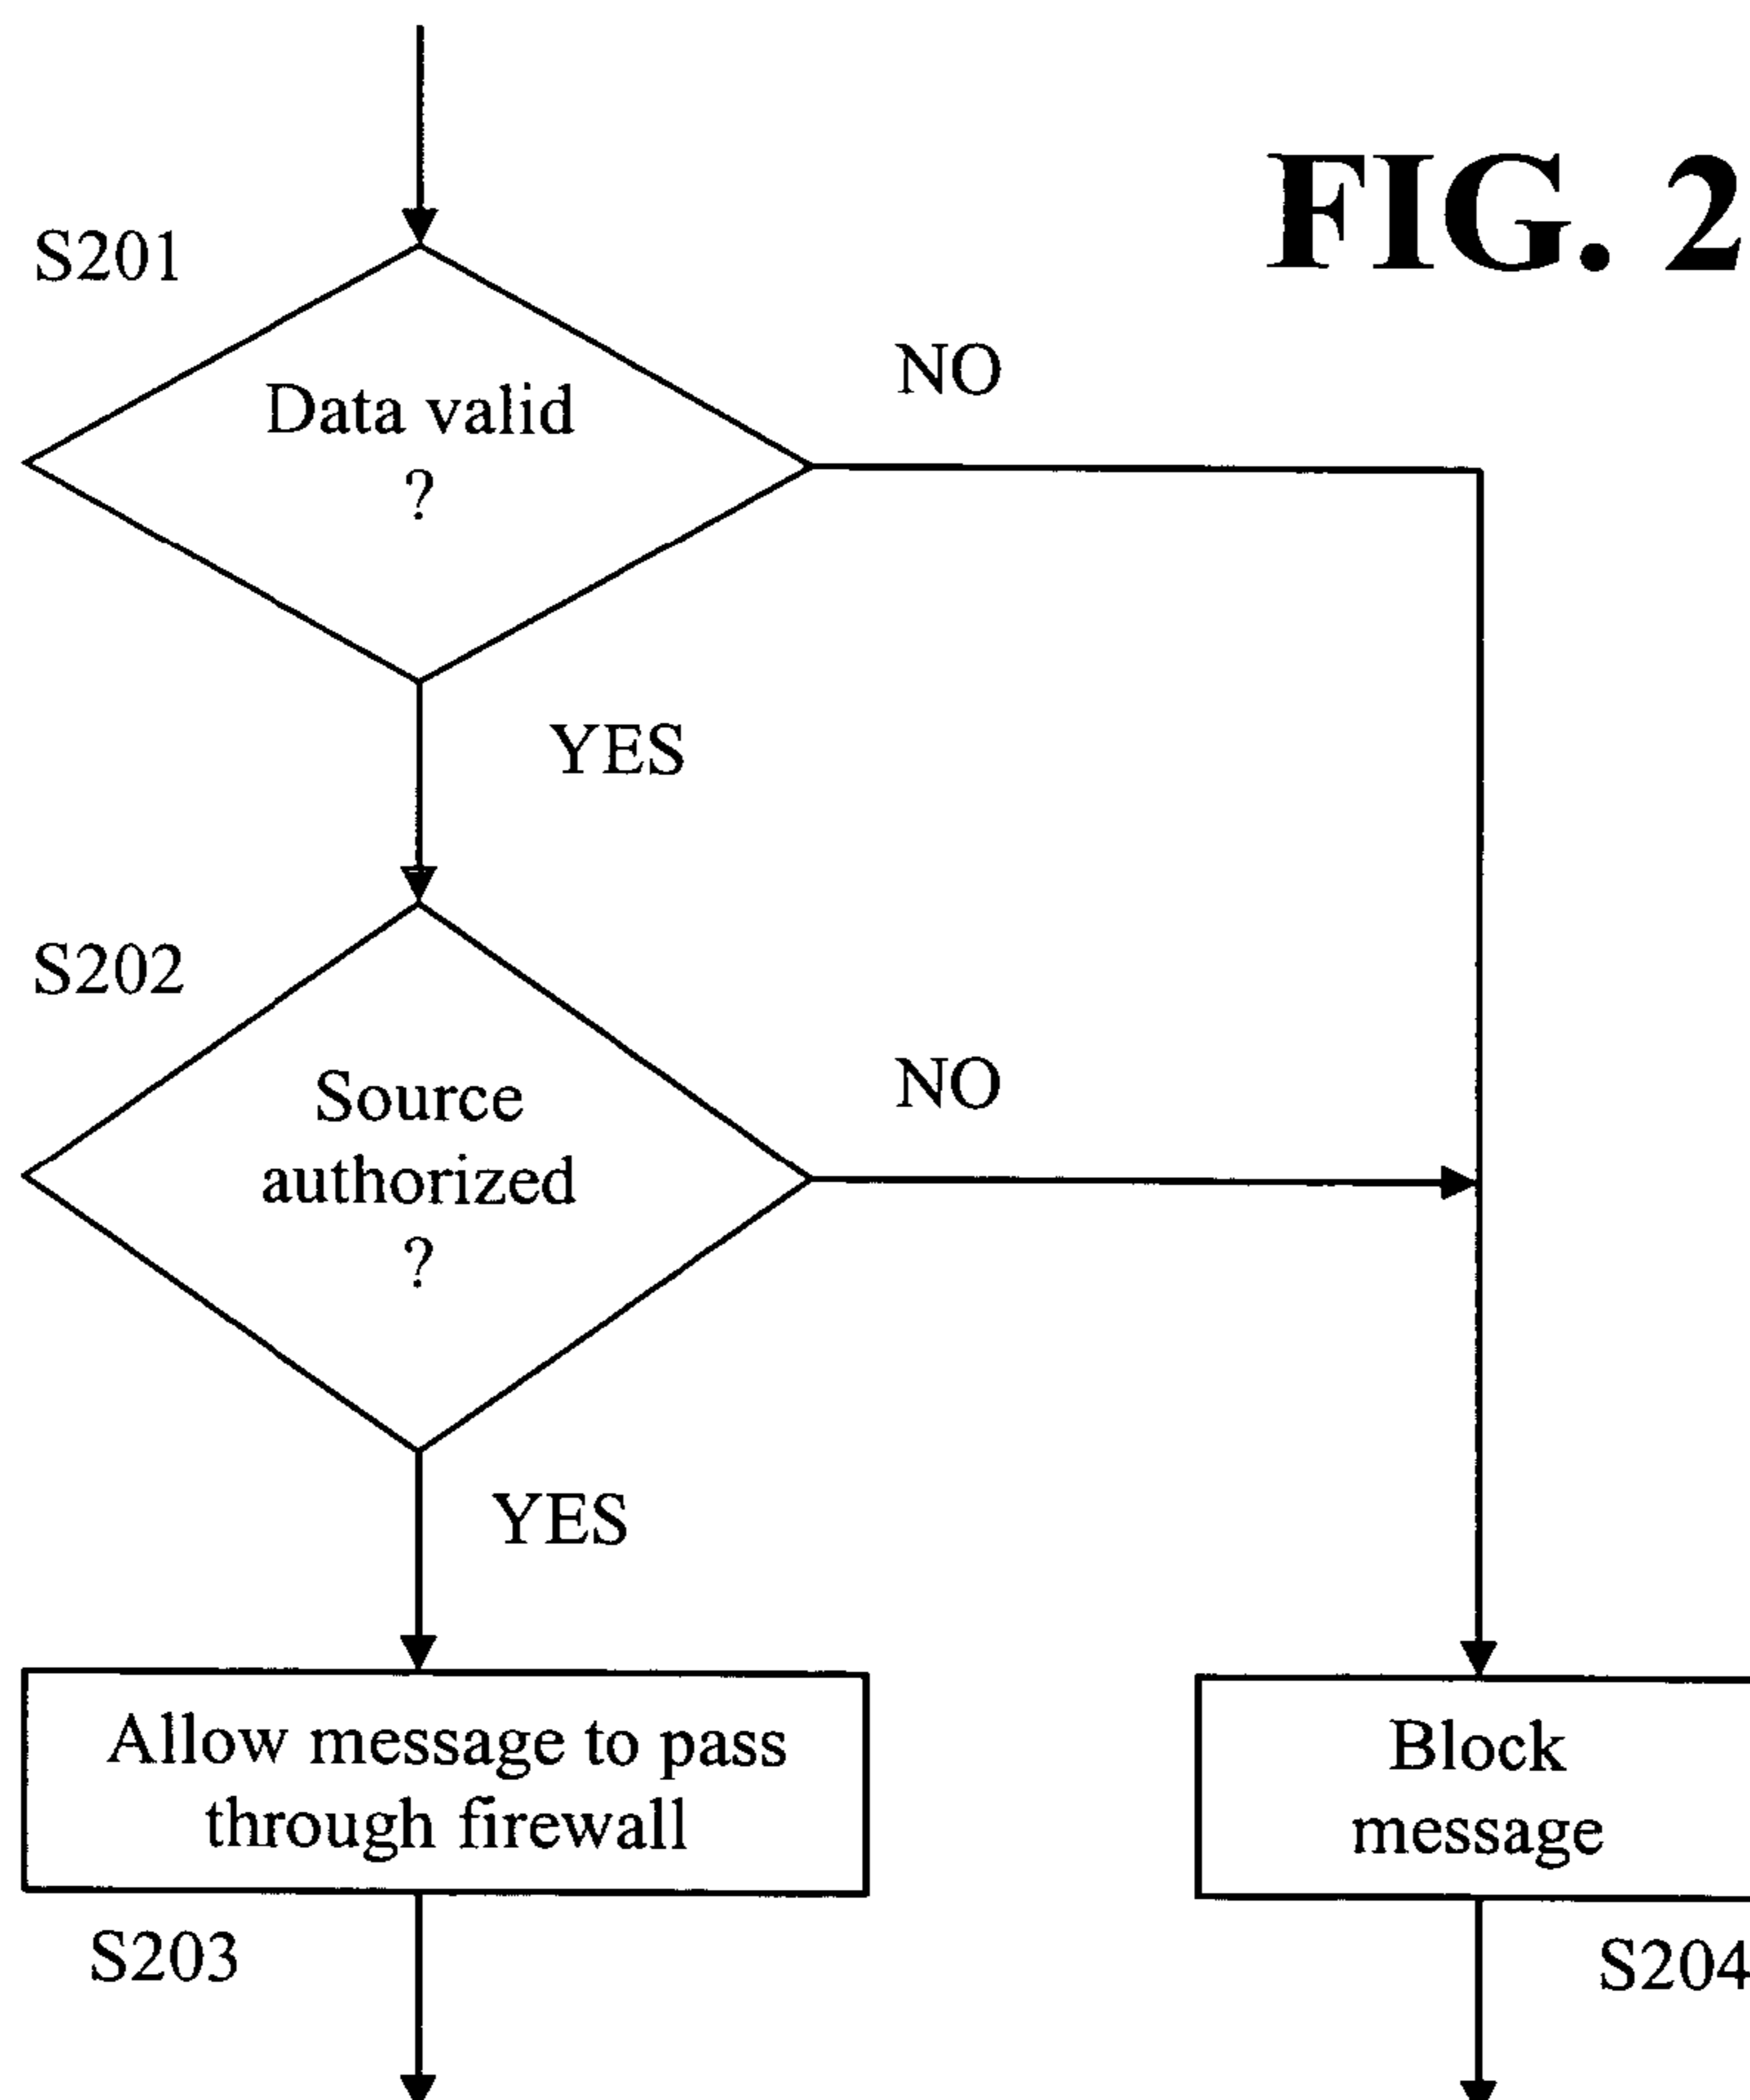 FIG. 2
S201
Data valid
?
NO
YES
S202
Source
authorized
?
NO
YES
Allow message to pass
through firewall
Block
message
S203
S204